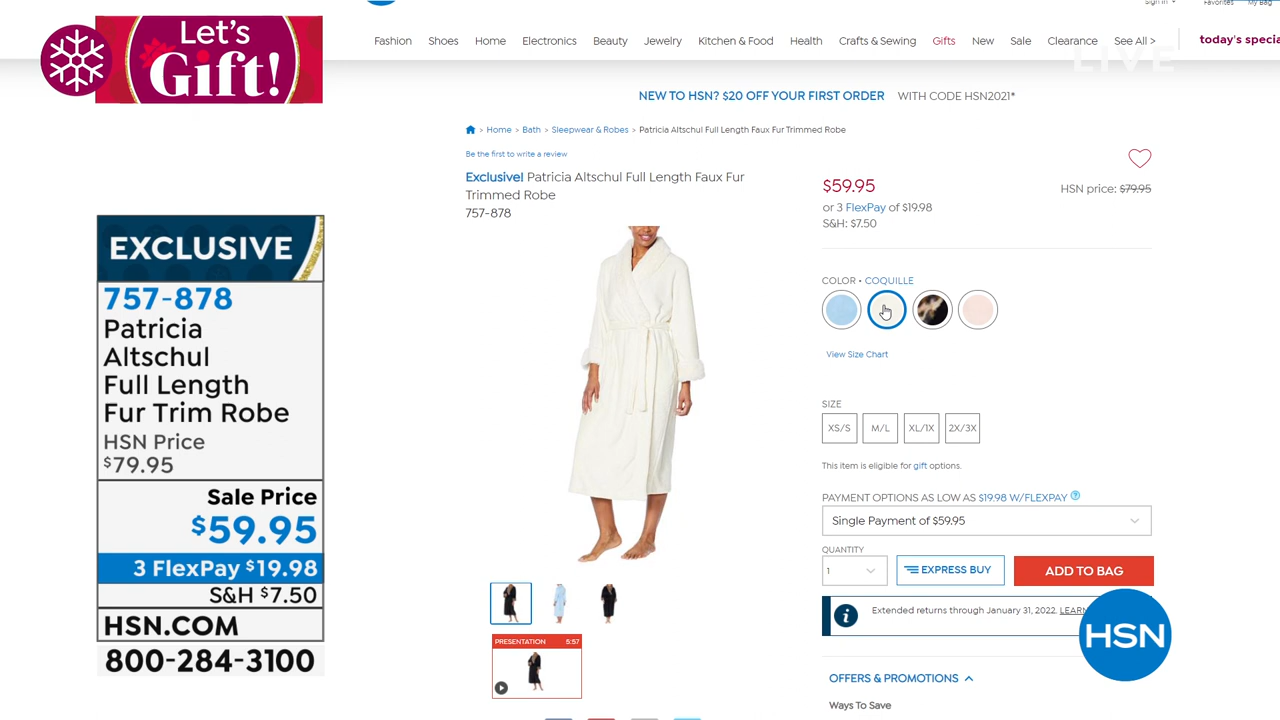 Let's
Gift!
Sign in
Favorites
My Bag
Fashion Shoes Home Electronics Beauty Jewelry Kitchen & Food Health Crafts & Sewing Gifts New Sale Clearance See All >
today's specia
LIVE
NEW TO HSN? $20 OFF YOUR FIRST ORDER WITH CODE HSN2021*
> Home > Bath > Sleepwear & Robes > Patricia Altschul Full Length Faux Fur Trimmed Robe
Be the first to write a review
Exclusive! Patricia Altschul Full Length Faux Fur
Trimmed Robe
757-878
$59.95
HSN price: $79.95
or 3 FlexPay of $19.98
S&H: $7.50
COLOR • COQUILLE
View Size Chart
SIZE
XS/S M/L XL/1X 2X/3X
This item is eligible for gift options.
PAYMENT OPTIONS AS LOW AS $19.98 W/FLEXPAY ?
Single Payment of $59.95
QUANTITY
1
EXPRESS BUY
ADD TO BAG
Extended returns through January 31, 2022. LEARN
OFFERS & PROMOTIONS
Ways To Save
PRESENTATION 5:57
HSN
EXCLUSIVE
757-878
Patricia
Altschul
Full Length
Fur Trim Robe
HSN Price
$79.95
Sale Price
$59.95
3 FlexPay $19.98
S&H $7.50
HSN.COM
800-284-3100